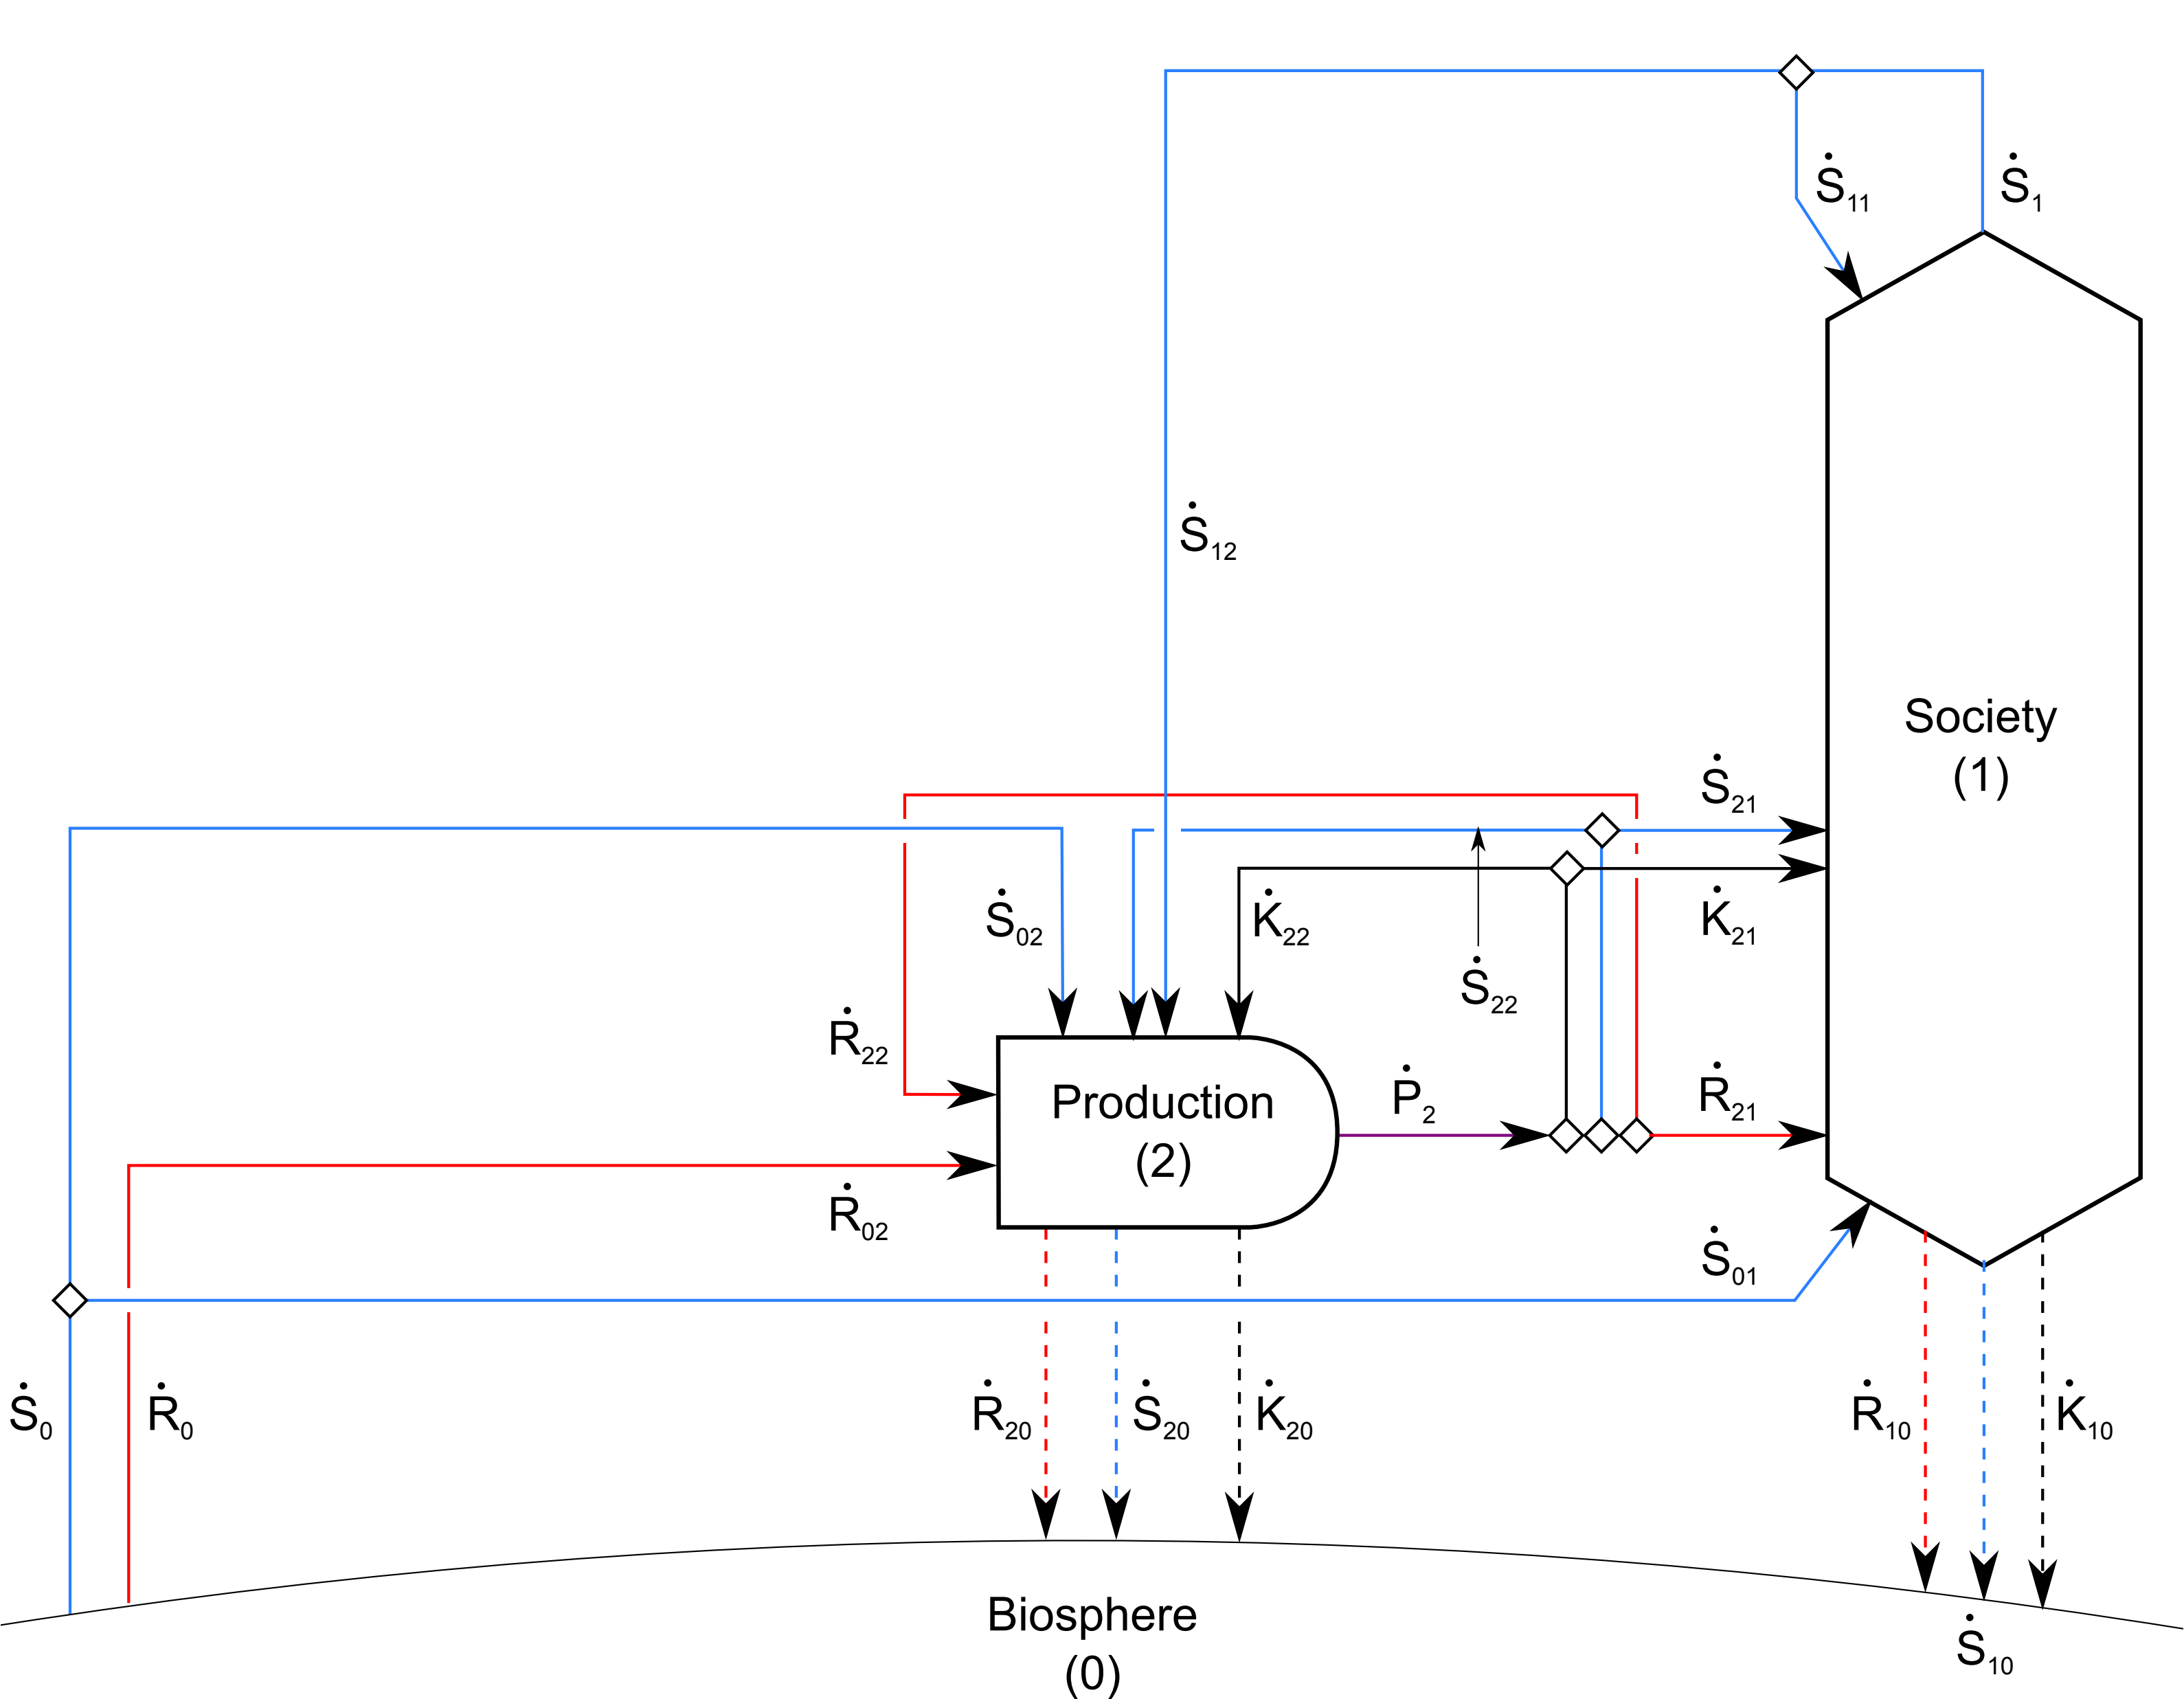 Ṡ₁₁
Ṡ₁
Ṡ₁₂
Society
(1)
Ṡ₂₁
Ṡ₀₂
K̇₂₂
K̇₂₁
Ṡ₂₂
Ṙ₂₂
Production
(2)
Ṗ₂
Ṙ₂₁
Ṙ₀₂
Ṡ₀₁
Ṡ₀
Ṙ₀
Ṙ₂₀
Ṡ₂₀
K̇₂₀
Ṙ₁₀
K̇₁₀
Biosphere
(0)
Ṡ₁₀